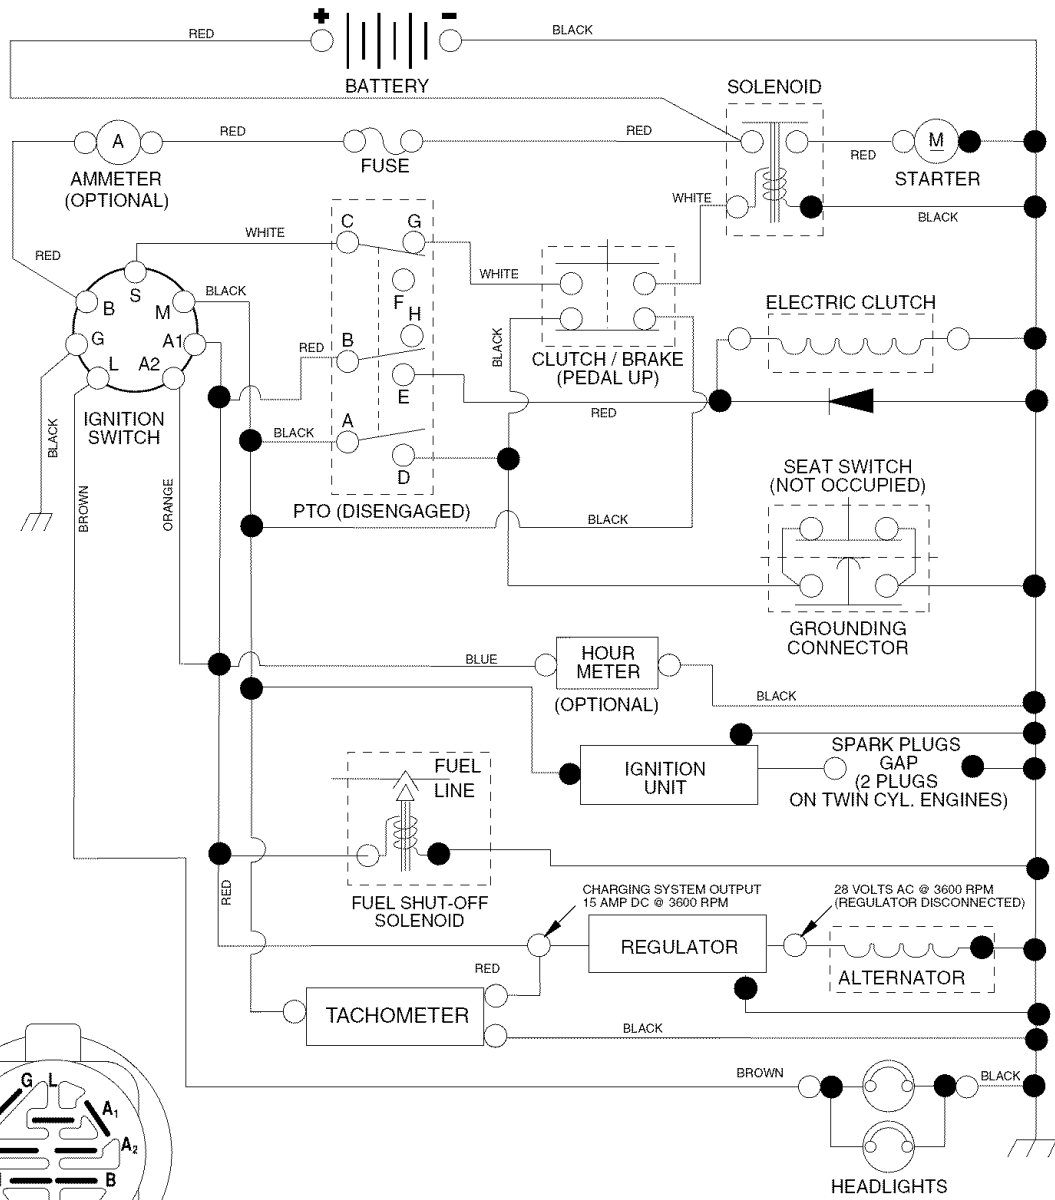 + -
RED
BLACK
BATTERY
SOLENOID
A
RED
FUSE
RED
RED
M
STARTER
AMMETER
(OPTIONAL)
WHITE
BLACK
C
G
WHITE
RED
WHITE
S
B
M
BLACK
F
H
ELECTRIC CLUTCH
G
A1
L
A2
RED
B
E
BLACK
CLUTCH / BRAKE
(PEDAL UP)
RED
IGNITION
SWITCH
BLACK
BLACK
A
D
SEAT SWITCH
(NOT OCCUPIED)
BROWN
ORANGE
PTO (DISENGAGED)
BLACK
GROUNDING
CONNECTOR
BLUE
HOUR
METER
(OPTIONAL)
BLACK
SPARK PLUGS
GAP
(2 PLUGS
ON TWIN CYL. ENGINES)
IGNITION
UNIT
FUEL
LINE
RED
FUEL SHUT-OFF
SOLENOID
CHARGING SYSTEM OUTPUT
15 AMP DC @ 3600 RPM
28 VOLTS AC @ 3600 RPM
(REGULATOR DISCONNECTED)
REGULATOR
ALTERNATOR
RED
TACHOMETER
BLACK
BROWN
BLACK
G L
A1
A2
B
HEADLIGHTS